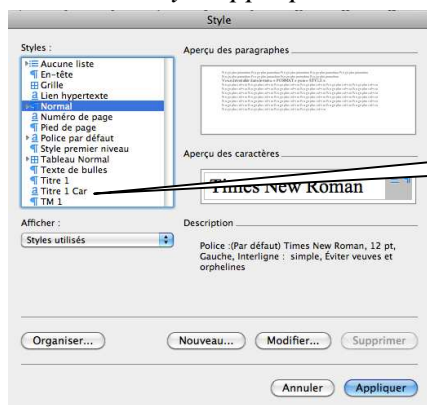 Style
Styles :
Aucune liste
En-tête
Grille
Lien hypertexte
Normal
Numéro de page
Pied de page
Police par défaut
Style premier niveau
Tableau Normal
Texte de bulles
Titre 1
Titre 1 Car
TM 1
Afficher :
Styles utilisés
Aperçu des paragraphes
Aperçu des caractères
Times New Roman
Description
Police :(Par défaut) Times New Roman, 12 pt,
Gauche, Interligne : simple, Éviter veuves et
orphelines
Organiser...
Nouveau...
Modifier...
Supprimer
Annuler
Appliquer